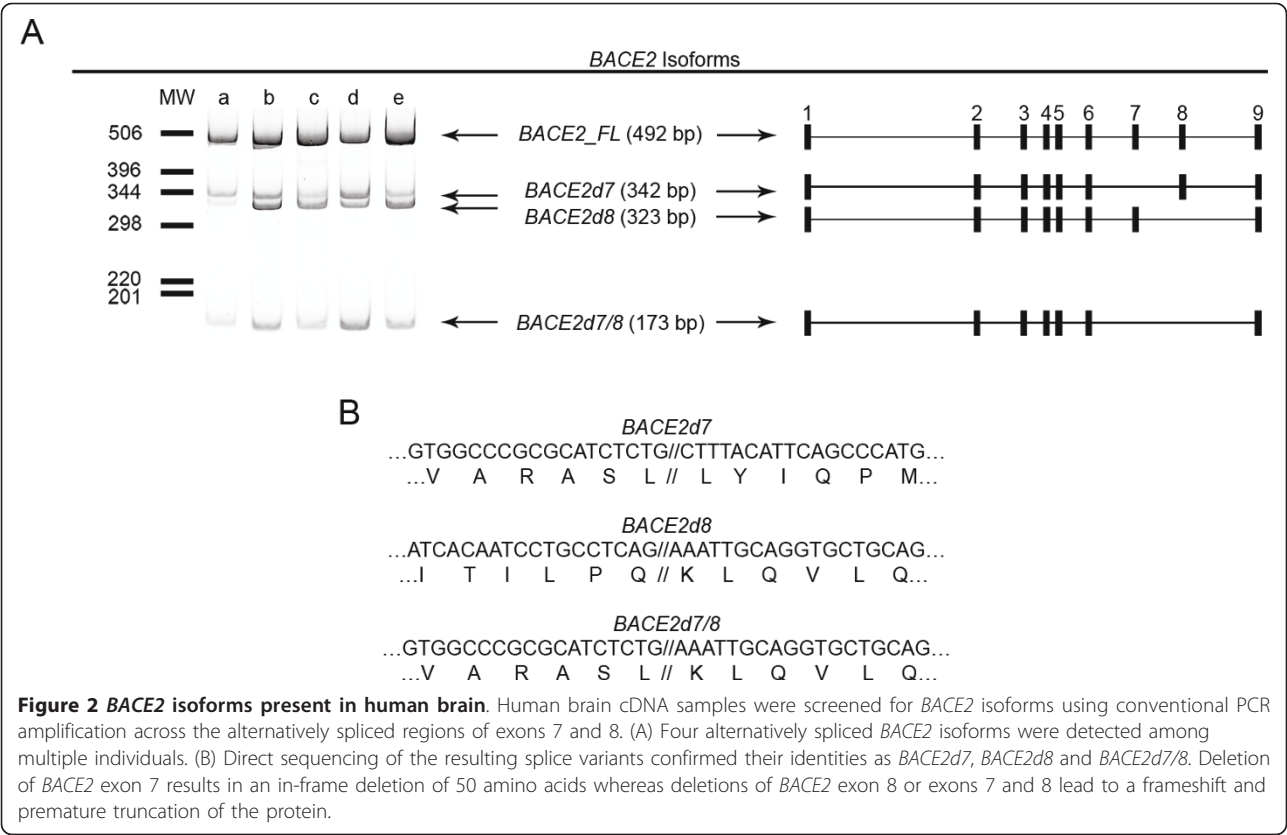 A
BACE2 Isoforms
MW a b c d e
1 2 3 4 5 6 7 8 9
506
396
344
298
220
201
BACE2_FL (492 bp)
BACE2d7 (342 bp)
BACE2d8 (323 bp)
BACE2d7/8 (173 bp)
B
BACE2d7
...GTGGCCCGCGCATCTCTG//CTTTACATTCAGCCCATG...
...V A R A S L // L Y I Q P M...
BACE2d8
...ATCACAATCCTGCCTCAG//AAATTGCAGGTGCTGCAG...
...I T I L P Q // K L Q V L Q...
BACE2d7/8
...GTGGCCCGCGCATCTCTG//AAATTGCAGGTGCTGCAG...
...V A R A S L // K L Q V L Q...
Figure 2 BACE2 isoforms present in human brain. Human brain cDNA samples were screened for BACE2 isoforms using conventional PCR
amplification across the alternatively spliced regions of exons 7 and 8. (A) Four alternatively spliced BACE2 isoforms were detected among
multiple individuals. (B) Direct sequencing of the resulting splice variants confirmed their identities as BACE2d7, BACE2d8 and BACE2d7/8. Deletion
of BACE2 exon 7 results in an in-frame deletion of 50 amino acids whereas deletions of BACE2 exon 8 or exons 7 and 8 lead to a frameshift and
premature truncation of the protein.